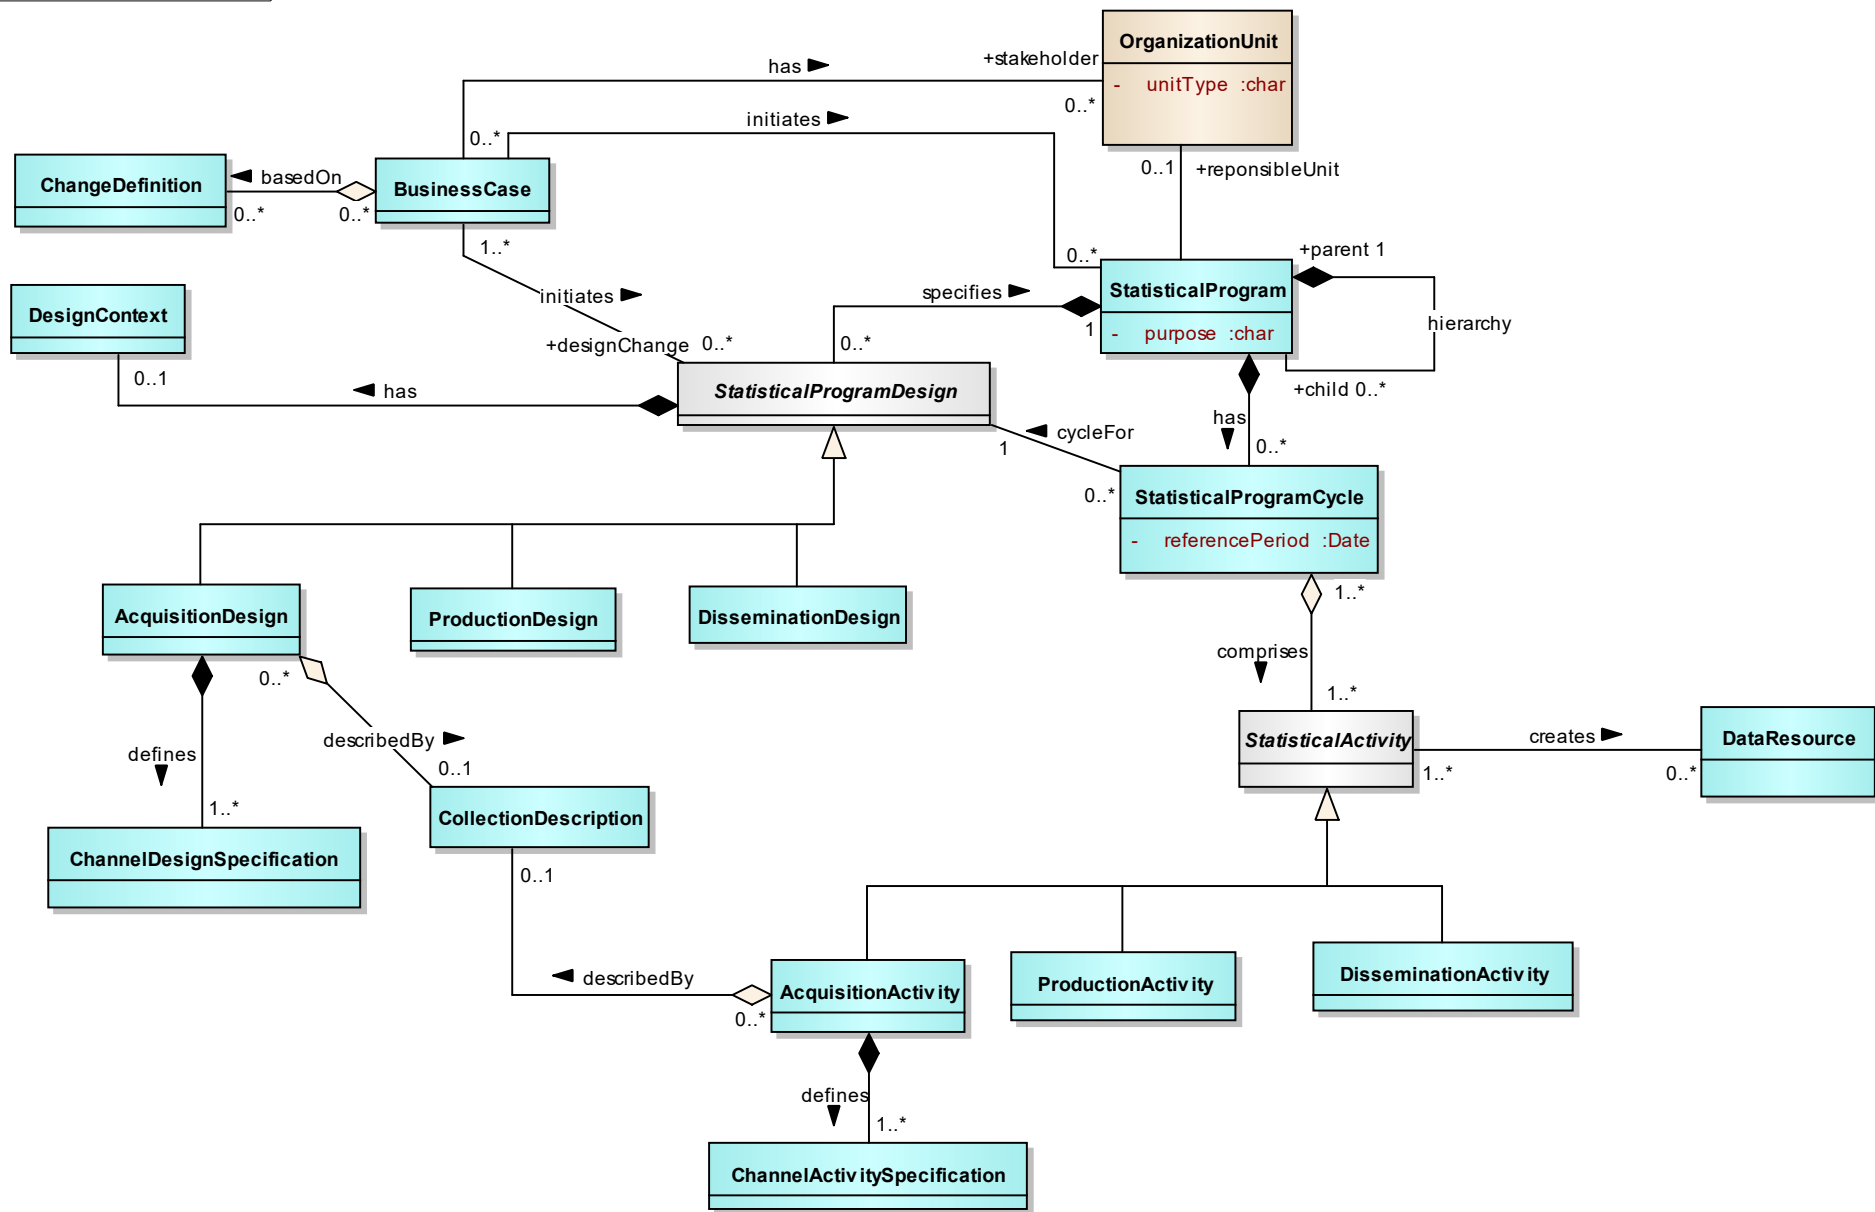 OrganizationUnit
- unitType :char
has
+stakeholder
0..*
0..*
initiates
0..1
+reponsibleUnit
ChangeDefinition
basedOn
0..*
0..*
BusinessCase
1..*
0..*
+parent 1
StatisticalProgram
- purpose :char
hierarchy
+child 0..*
DesignContext
0..1
initiates
+designChange
0..*
specifies
1
0..*
has
StatisticalProgramDesign
cycleFor
1
0..*
has
0..*
StatisticalProgramCycle
- referencePeriod :Date
AcquisitionDesign
ProductionDesign
DisseminationDesign
1..*
comprises
1..*
0..*
describedBy
0..1
defines
1..*
StatisticalActivity
creates
1..*
0..*
DataResource
ChannelDesignSpecification
CollectionDescription
0..1
describedBy
0..*
AcquisitionActivity
ProductionActivity
DisseminationActivity
defines
1..*
ChannelActivitySpecification